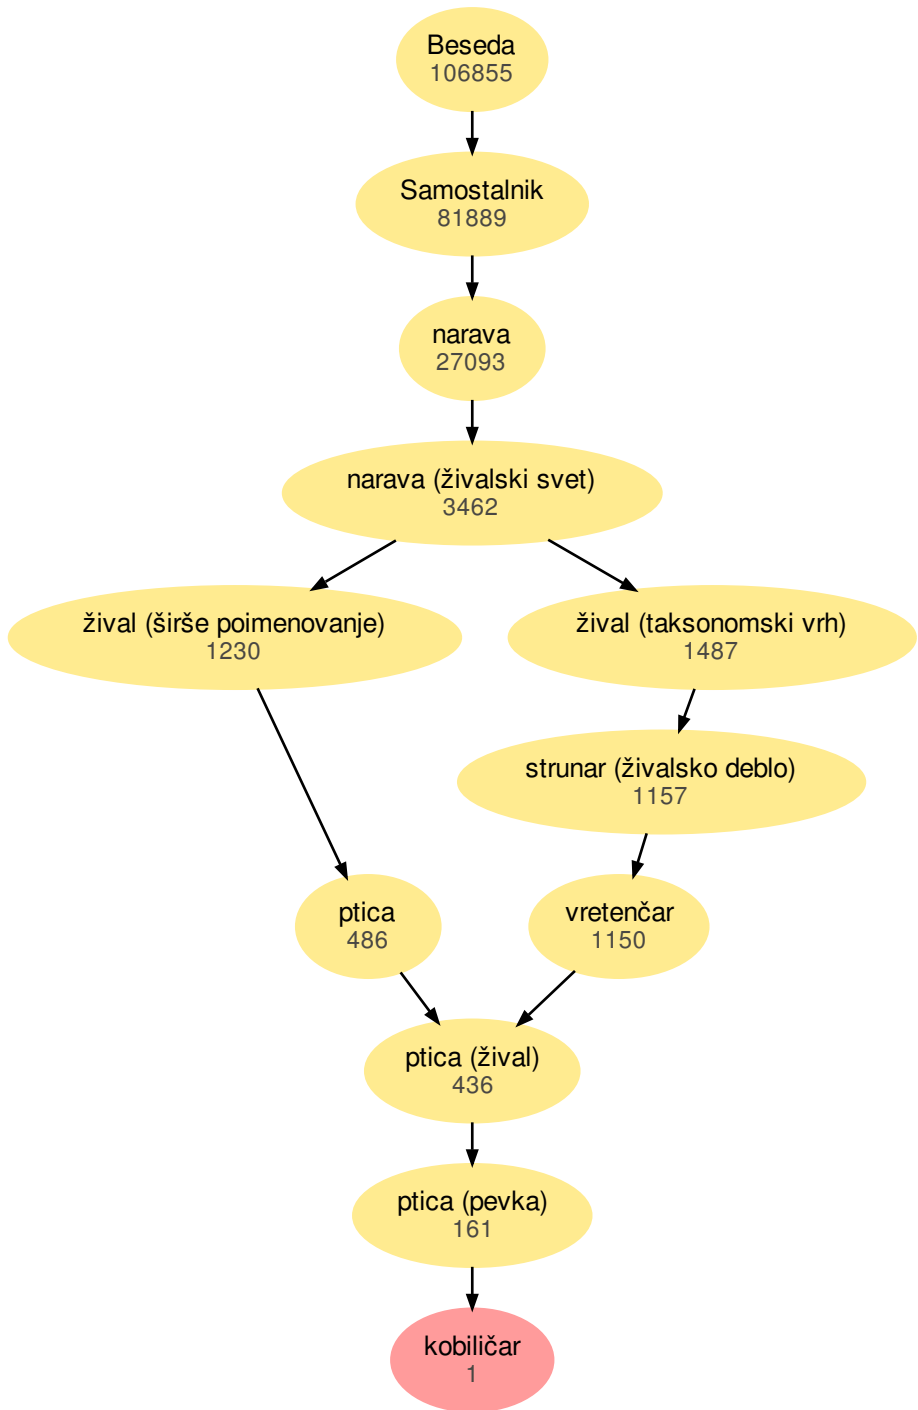 Beseda
106855
Samostalnik
81889
narava
27093
narava (živalski svet)
3462
žival (širše poimenovanje)
1230
žival (taksonomski vrh)
1487
strunar (živalsko deblo)
1157
ptica
486
vretenčar
1150
ptica (žival)
436
ptica (pevka)
161
kobiličar
1